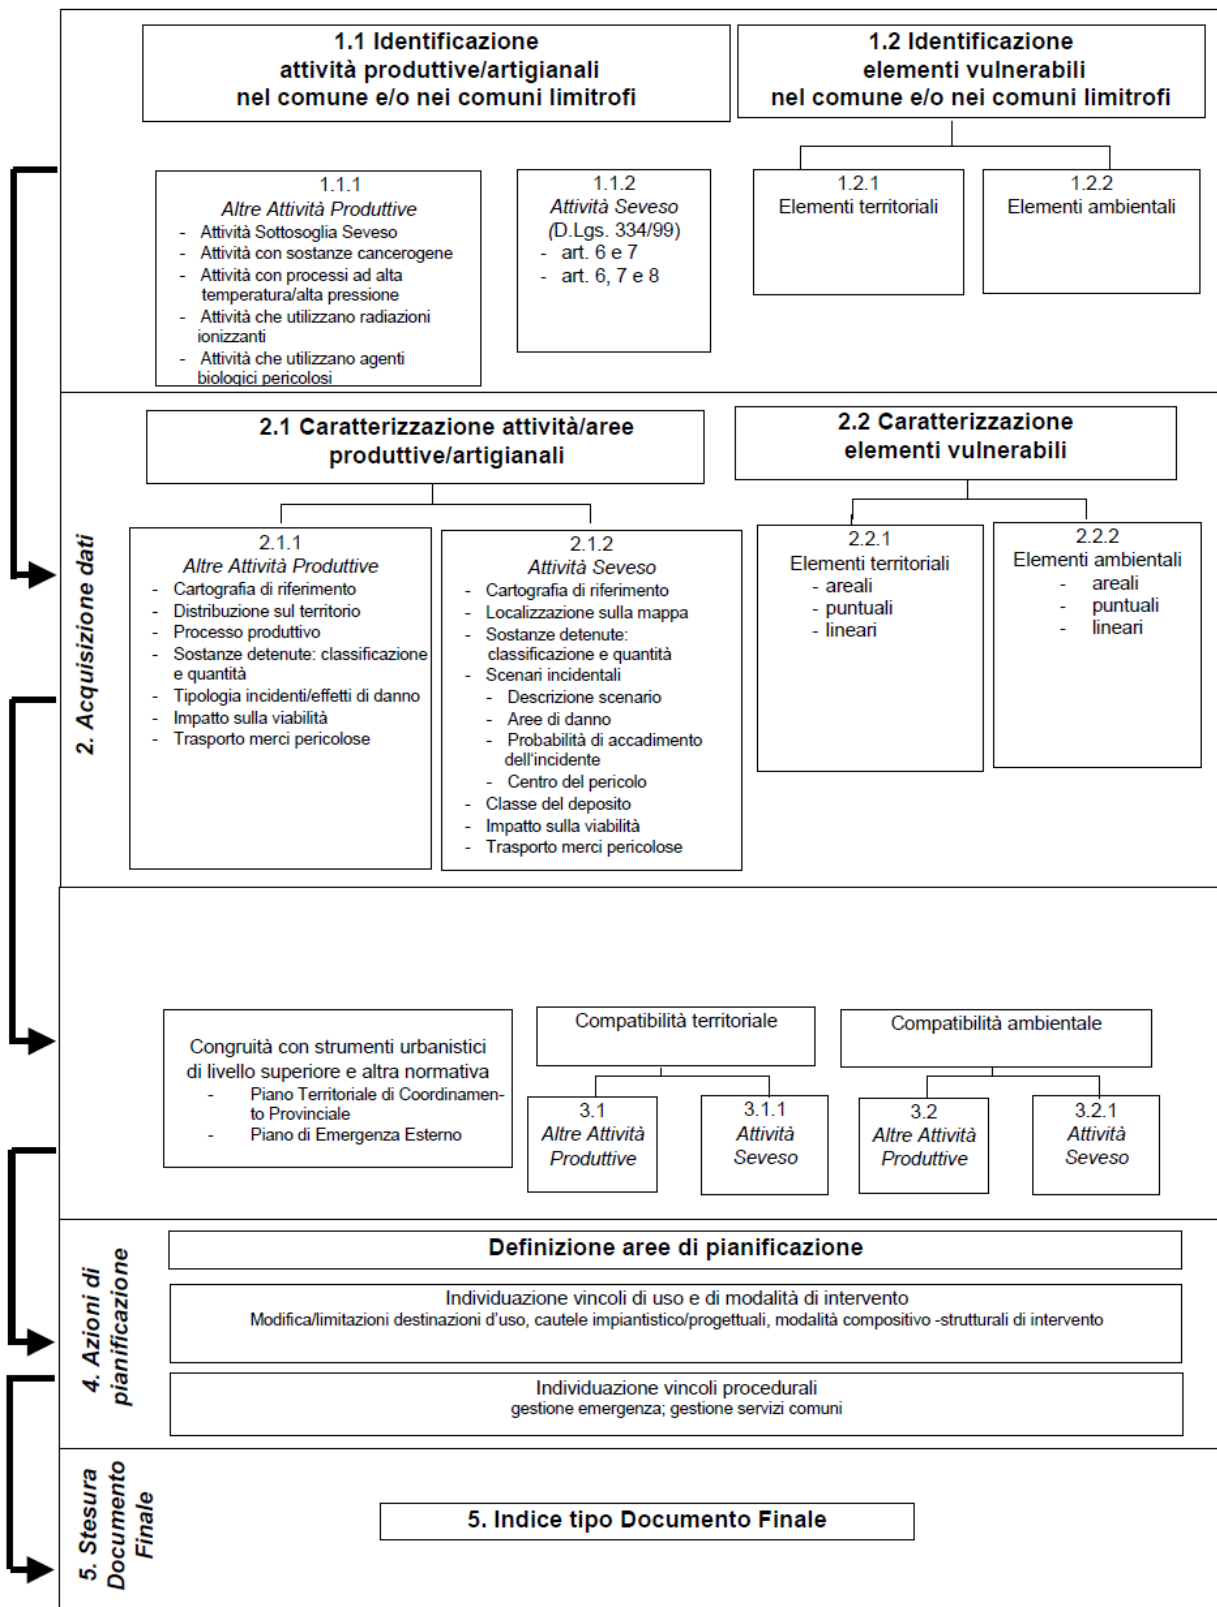 1.1 Identificazione
attività produttive/artigianali
nel comune e/o nei comuni limitrofi
1.2 Identificazione
elementi vulnerabili
nel comune e/o nei comuni limitrofi
1.1.1
Altre Attività Produttive
- Attività Sottosoglia Seveso
- Attività con sostanze cancerogene
- Attività con processi ad alta
temperatura/alta pressione
- Attività che utilizzano radiazioni
ionizzanti
- Attività che utilizzano agenti
biologici pericolosi
1.1.2
Attività Seveso
(D.Lgs. 334/99)
- art. 6 e 7
- art. 6, 7 e 8
1.2.1
Elementi territoriali
1.2.2
Elementi ambientali
2. Acquisizione dati
2.1 Caratterizzazione attività/aree
produttive/artigianali
2.2 Caratterizzazione
elementi vulnerabili
2.1.1
Altre Attività Produttive
- Cartografia di riferimento
- Distribuzione sul territorio
- Processo produttivo
- Sostanze detenute: classificazione
e quantità
- Tipologia incidenti/effetti di danno
- Impatto sulla viabilità
- Trasporto merci pericolose
2.1.2
Attività Seveso
- Cartografia di riferimento
- Localizzazione sulla mappa
- Sostanze detenute:
classificazione e quantità
- Scenari incidentali
- Descrizione scenario
- Aree di danno
- Probabilità di accadimento
dell'incidente
- Centro del pericolo
- Classe del deposito
- Impatto sulla viabilità
- Trasporto merci pericolose
2.2.1
Elementi territoriali
- areali
- puntuali
- lineari
2.2.2
Elementi ambientali
- areali
- puntuali
- lineari
Congruità con strumenti urbanistici
di livello superiore e altra normativa
- Piano Territoriale di Coordinamen-
to Provinciale
- Piano di Emergenza Esterno
Compatibilità territoriale
3.1
Altre Attività
Produttive
3.1.1
Attività
Seveso
Compatibilità ambientale
3.2
Altre Attività
Produttive
3.2.1
Attività
Seveso
4. Azioni di
pianificazione
Definizione aree di pianificazione
Individuazione vincoli di uso e di modalità di intervento
Modifica/limitazioni destinazioni d'uso, cautele impiantistico/progettuali, modalità compositivo -strutturali di intervento
Individuazione vincoli procedurali
gestione emergenza; gestione servizi comuni
5. Stesura
Documento
Finale
5. Indice tipo Documento Finale